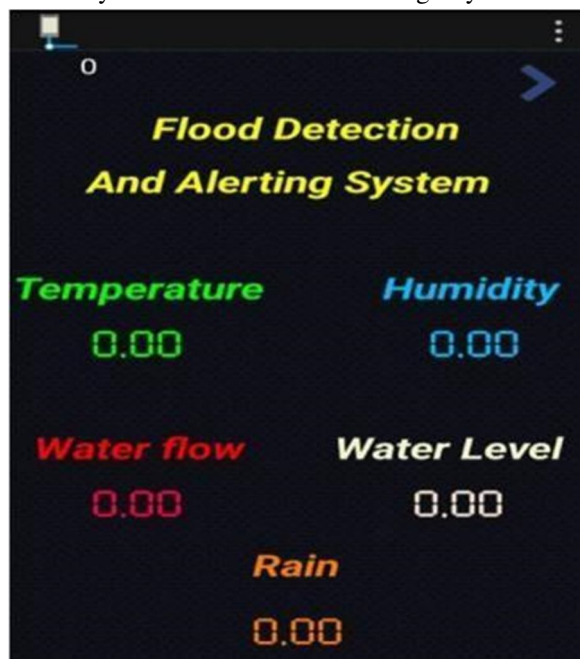 0
Flood Detection
And Alerting System
Temperature Humidity
0.00 0.00
Water flow Water Level
0.00 0.00
Rain
0.00